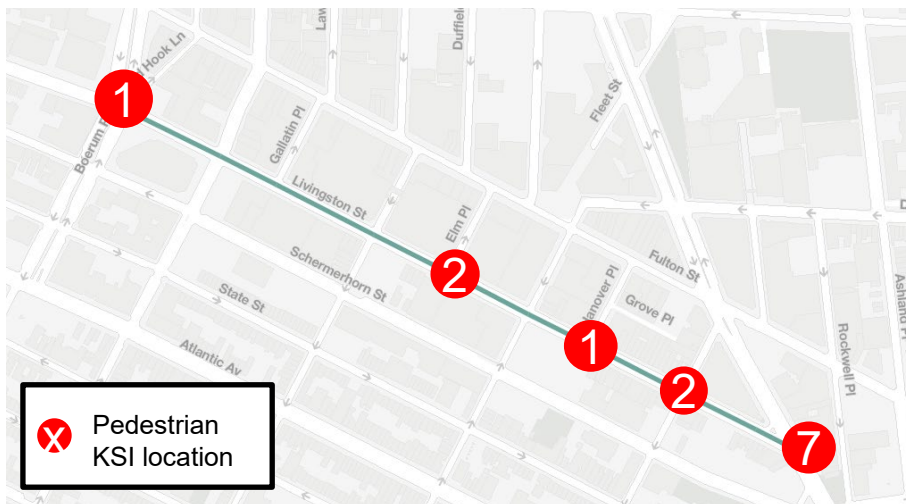 Law
Duffield
Hook Ln
Fleet St
Gallatin Pl
Boerum P
1
Livingston St
Elm Pl
2
Schermerhorn St
State St
Atlantic Av
Hanover Pl
Grove Pl
Fulton St
Ashland Pl
Rockwell Pl
D
1
2
7
X
Pedestrian
KSI location